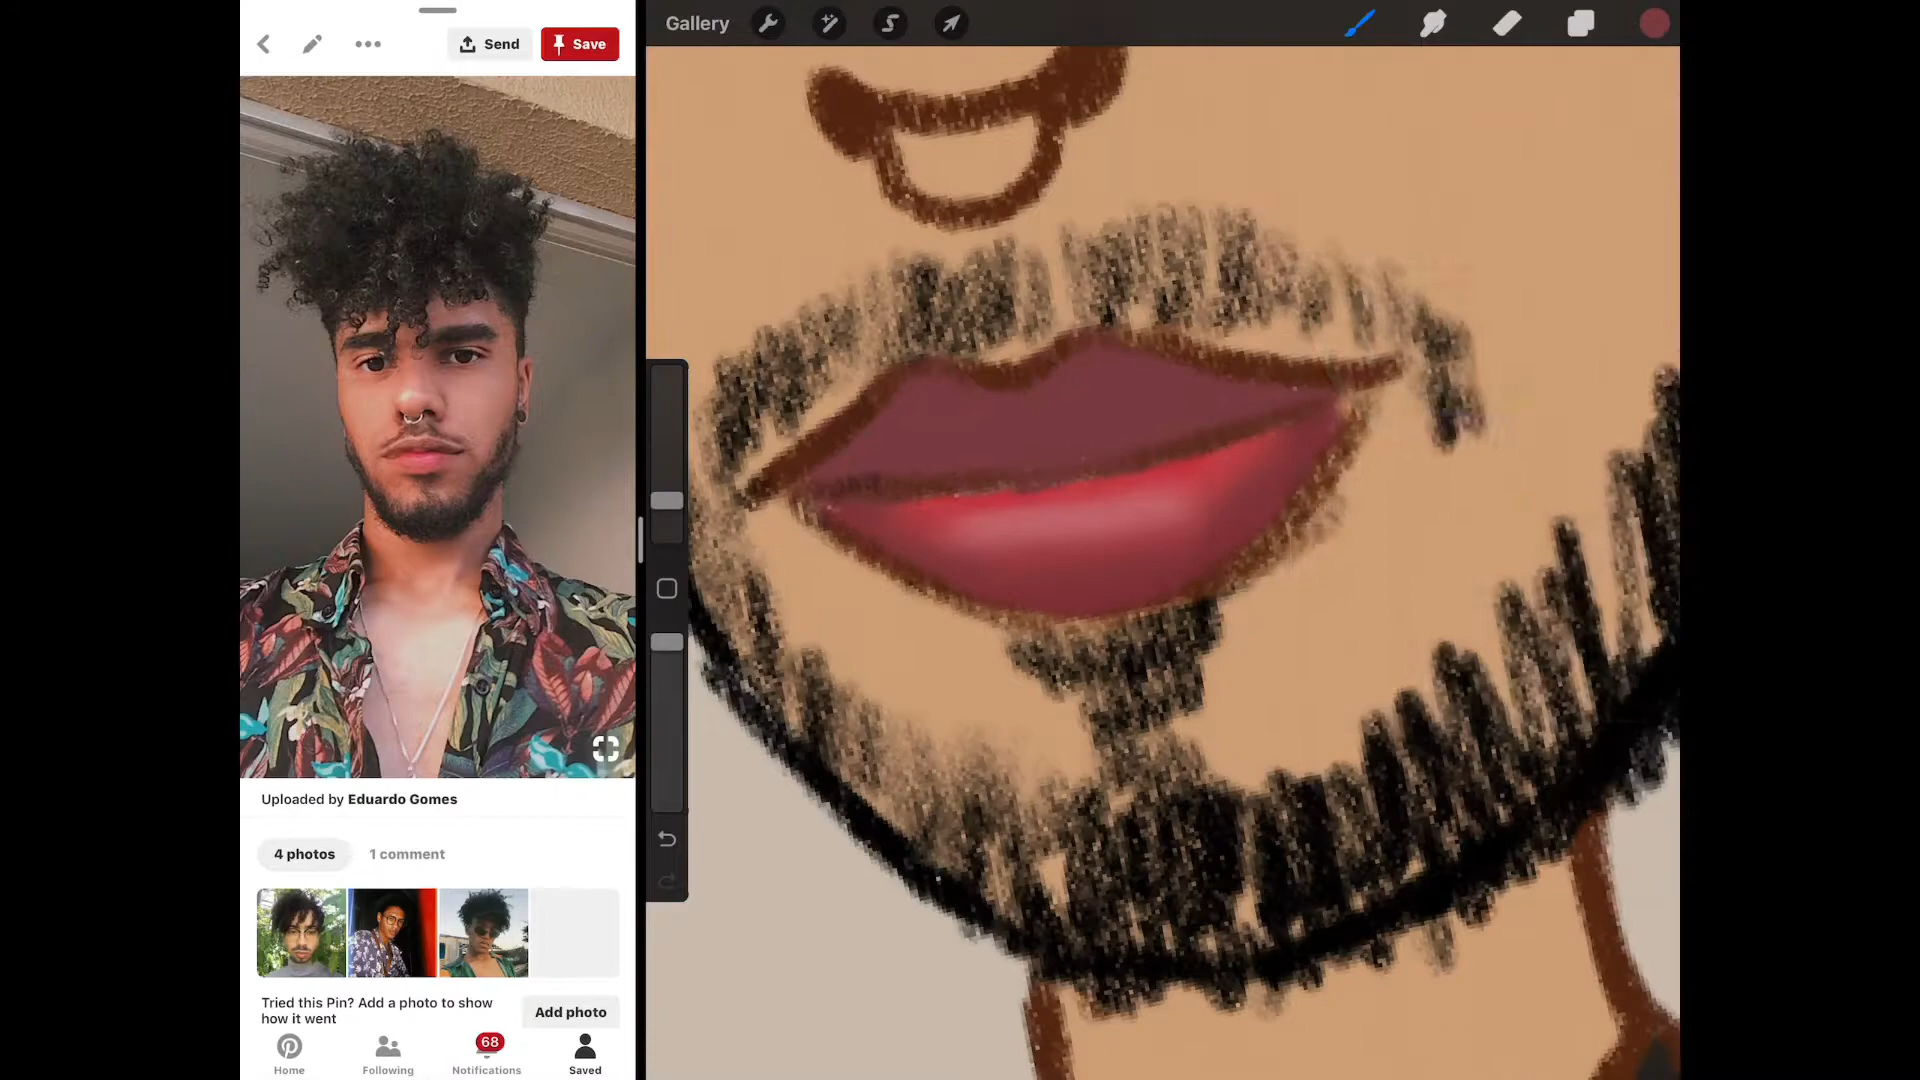 Send
Save
Gallery
Uploaded by Eduardo Gomes
4 photos
1 comment
Tried this Pin? Add a photo to show
how it went
Add photo
68
Home
Following
Notifications
Saved